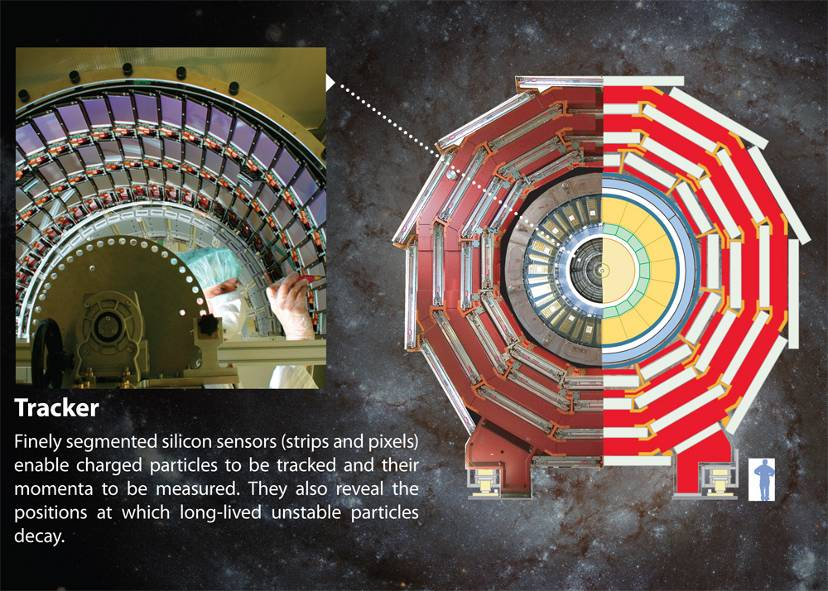 Tracker
Finely segmented silicon sensors (strips and pixels)
enable charged particles to be tracked and their
momenta to be measured. They also reveal the
positions at which long-lived unstable particles
decay.